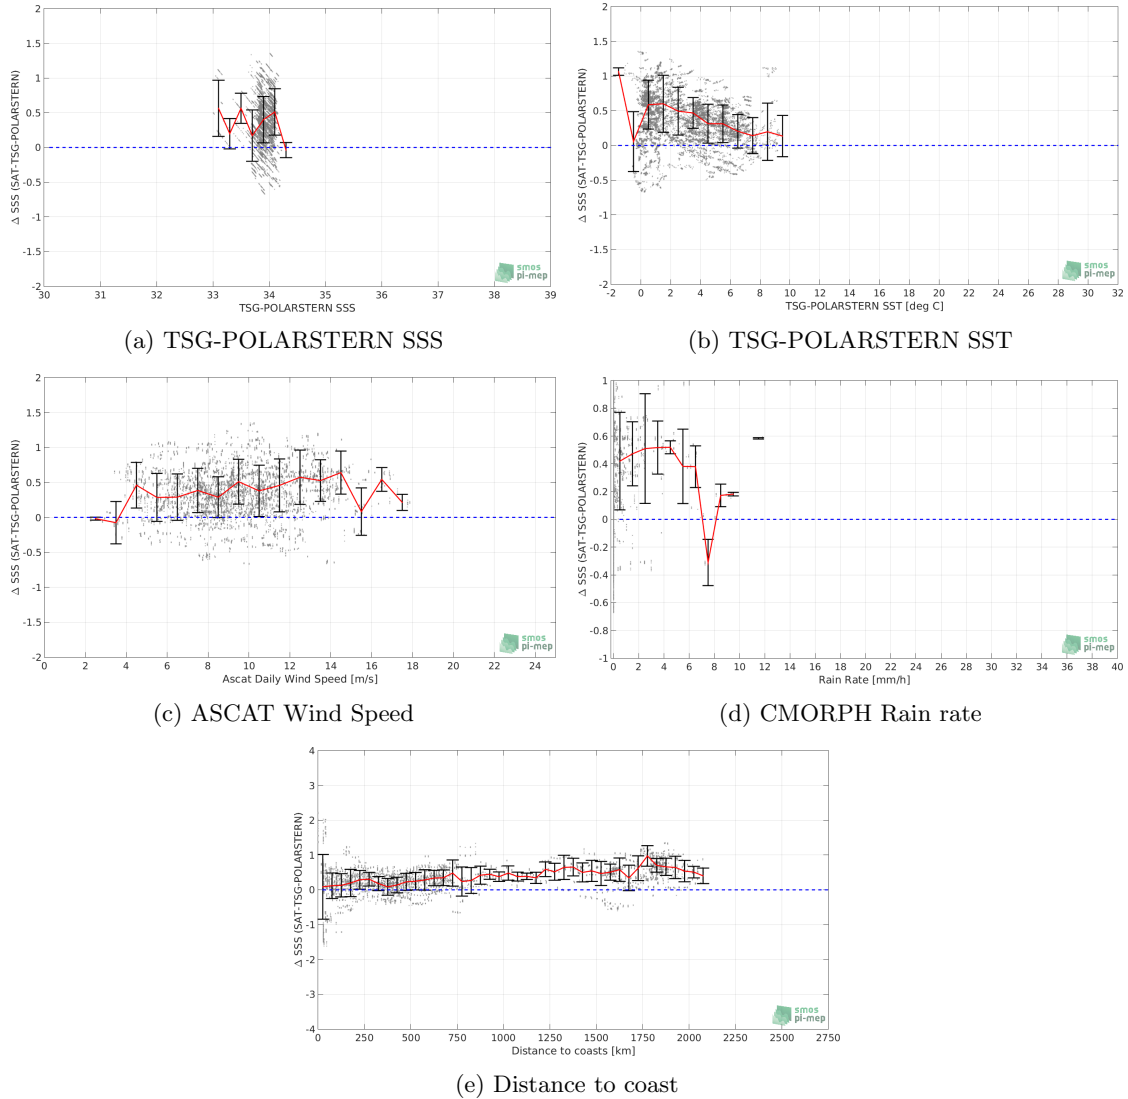 2
1.5
1
0.5
0
-0.5
-1
-1.5
-2
Δ SSS (SAT-TSG-POLARSTERN)
30 31 32 33 34 35 36 37 38 39
TSG-POLARSTERN SSS
smos
pi-mep
(a) TSG-POLARSTERN SSS
2
1.5
1
0.5
0
-0.5
-1
-1.5
-2
Δ SSS (SAT-TSG-POLARSTERN)
-2 0 2 4 6 8 10 12 14 16 18 20 22 24 26 28 30 32
TSG-POLARSTERN SST [deg C]
smos
pi-mep
(b) TSG-POLARSTERN SST
2
1.5
1
0.5
0
-0.5
-1
-1.5
-2
Δ SSS (SAT-TSG-POLARSTERN)
0 2 4 6 8 10 12 14 16 18 20 22 24
Ascat Daily Wind Speed [m/s]
smos
pi-mep
(c) ASCAT Wind Speed
1
0.8
0.6
0.4
0.2
0
-0.2
-0.4
-0.6
-0.8
-1
Δ SSS (SAT-TSG-POLARSTERN)
0 2 4 6 8 10 12 14 16 18 20 22 24 26 28 30 32 34 36 38 40
Rain Rate [mm/h]
smos
pi-mep
(d) CMORPH Rain rate
4
3
2
1
0
-1
-2
-3
-4
Δ SSS (SAT-TSG-POLARSTERN)
0 250 500 750 1000 1250 1500 1750 2000 2250 2500 2750
Distance to coasts [km]
smos
pi-mep
(e) Distance to coast